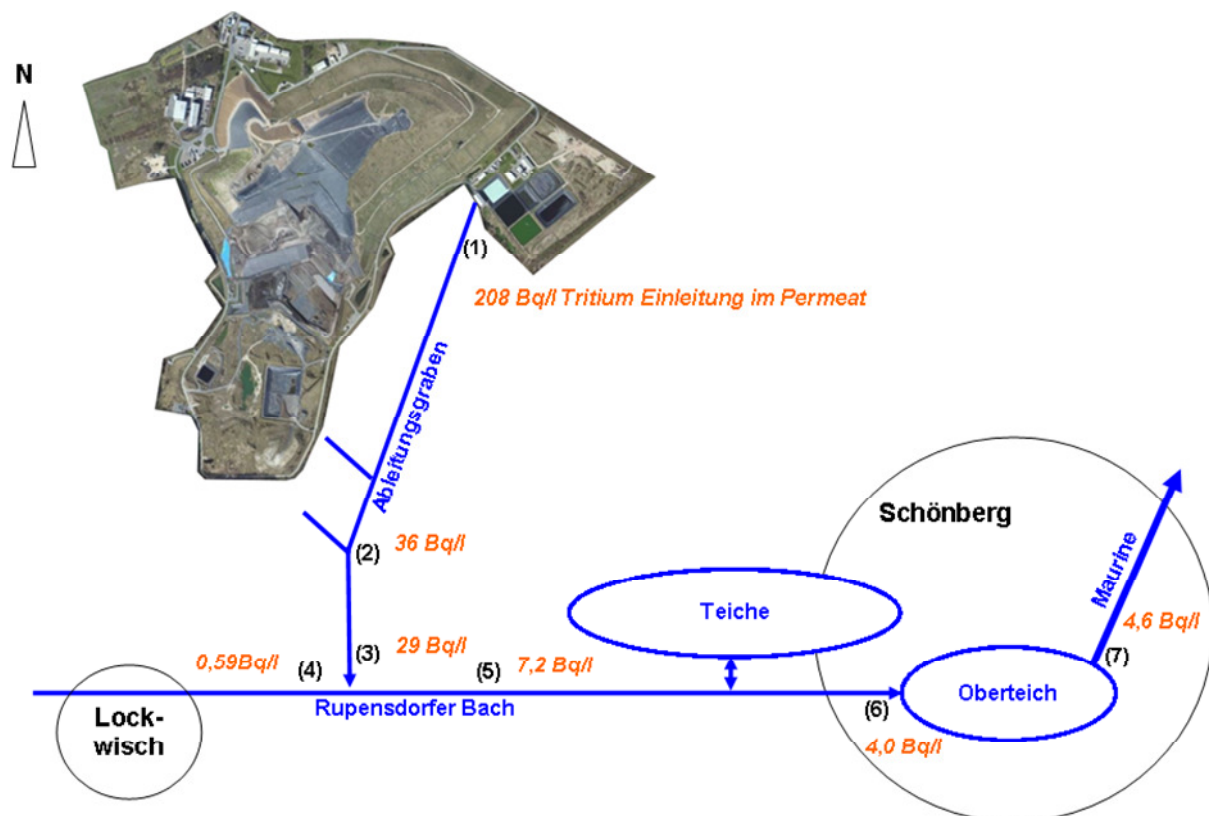 N
(1)
208 Bq/l Tritium Einleitung im Permeat
Ableitungsgraben
(2)
36 Bq/l
Schönberg
Maurine
Teiche
4,6 Bq/l
0,59Bq/l
(4)
(3)
29 Bq/l
(5)
7,2 Bq/l
(7)
Rupensdorfer Bach
Oberteich
(6)
Lock-
wisch
4,0 Bq/l